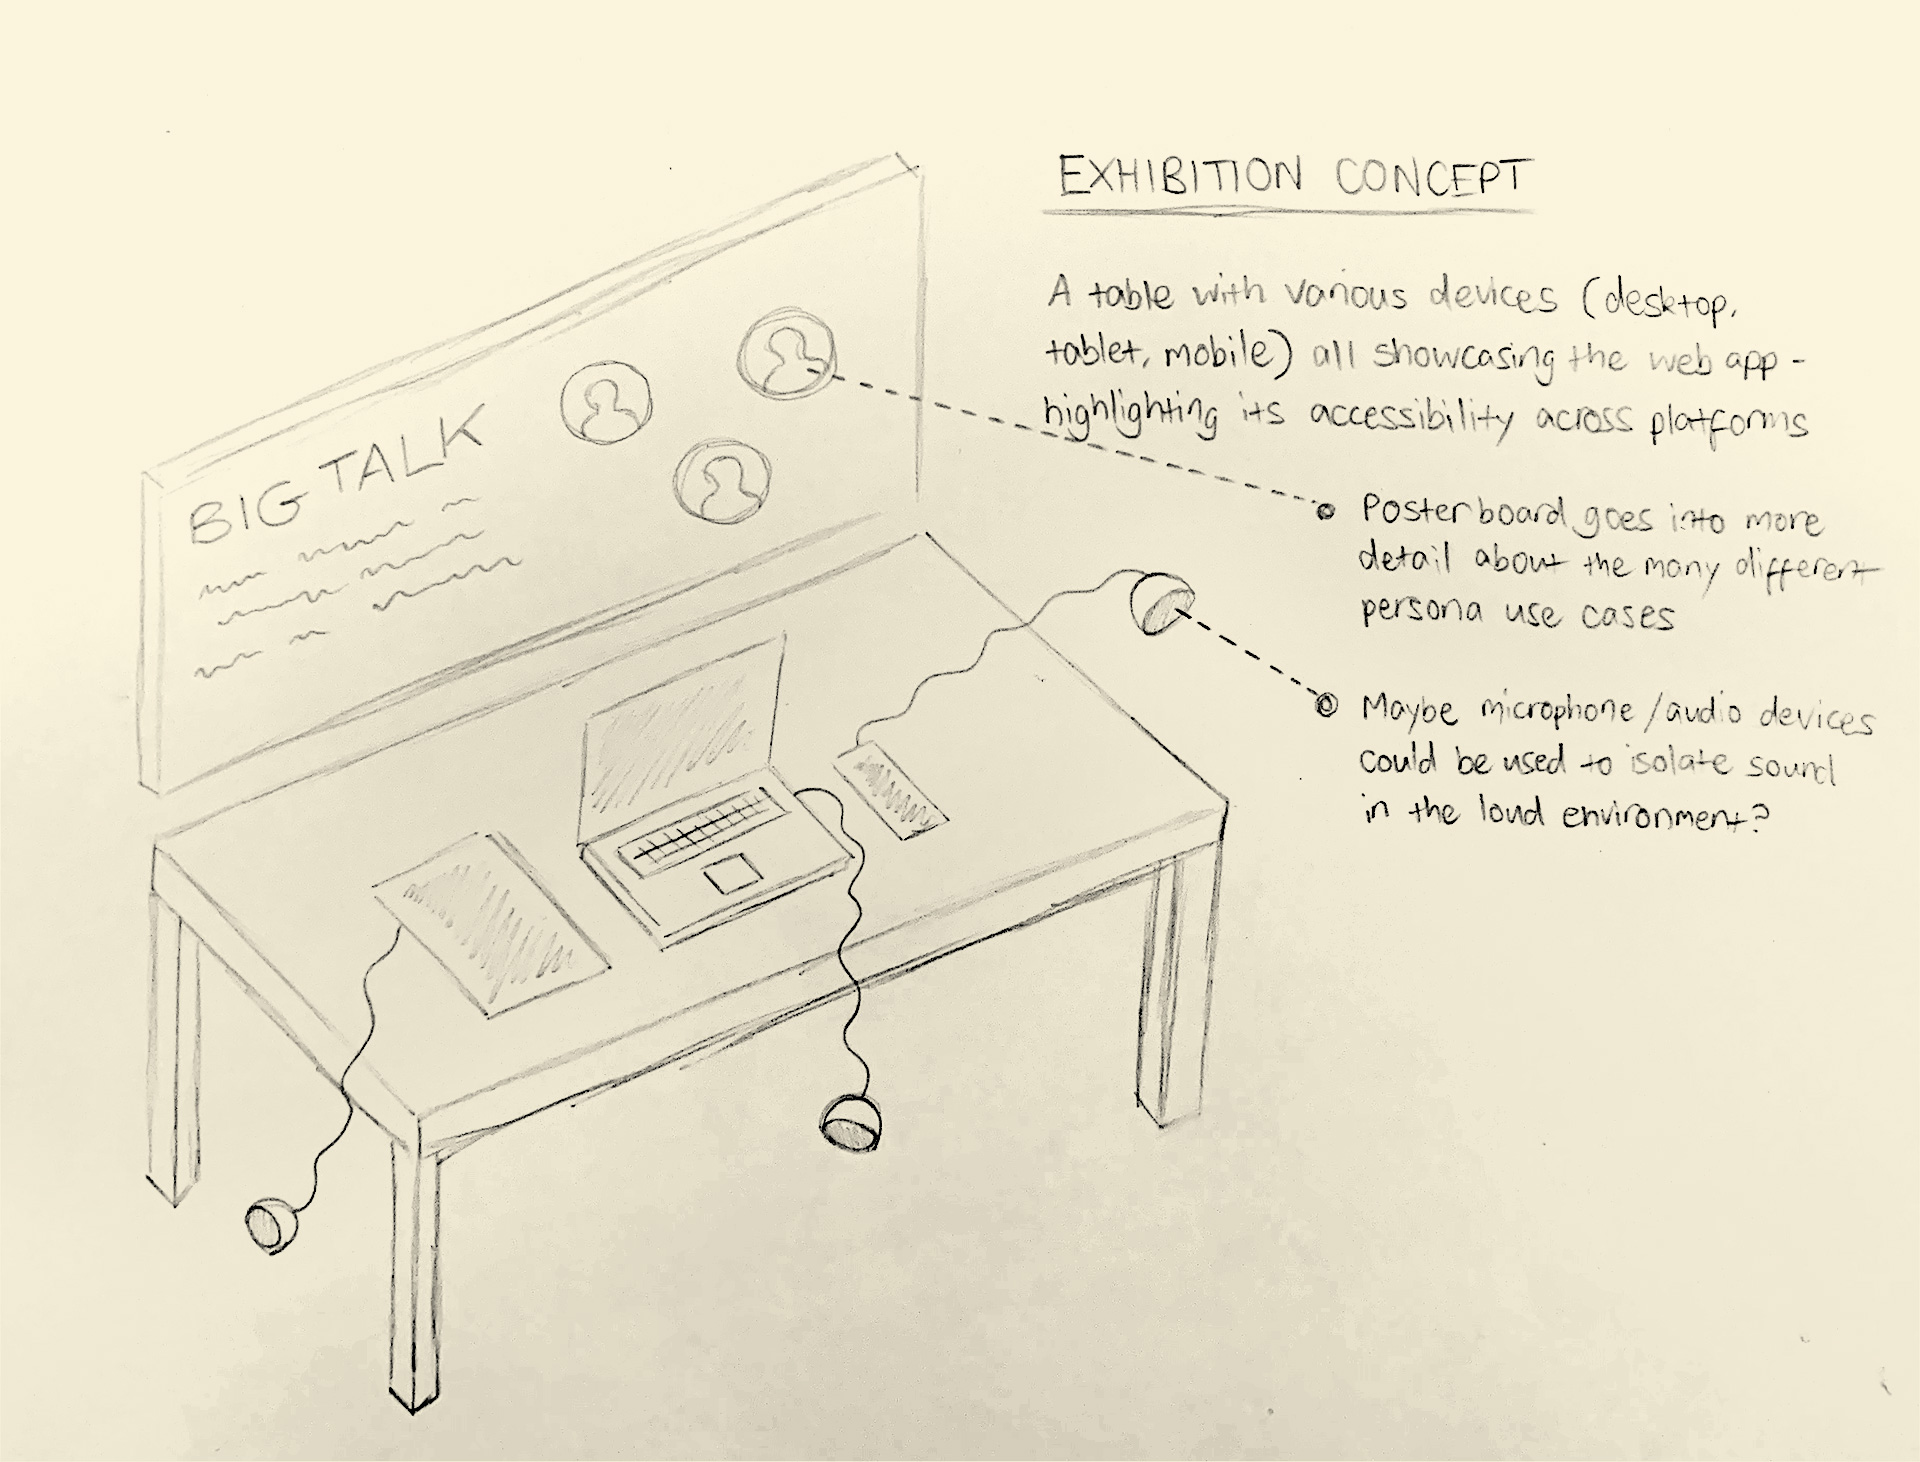 EXHIBITION CONCEPT
A table with various devices (desktop,
tablet, mobile) all showcasing the web app -
highlighting its accessibility across platforms
BIG TALK
Posterboard goes into more
detail about the many different
persona use cases
Maybe microphone/audio devices
could be used to isolate sound
in the loud environment?